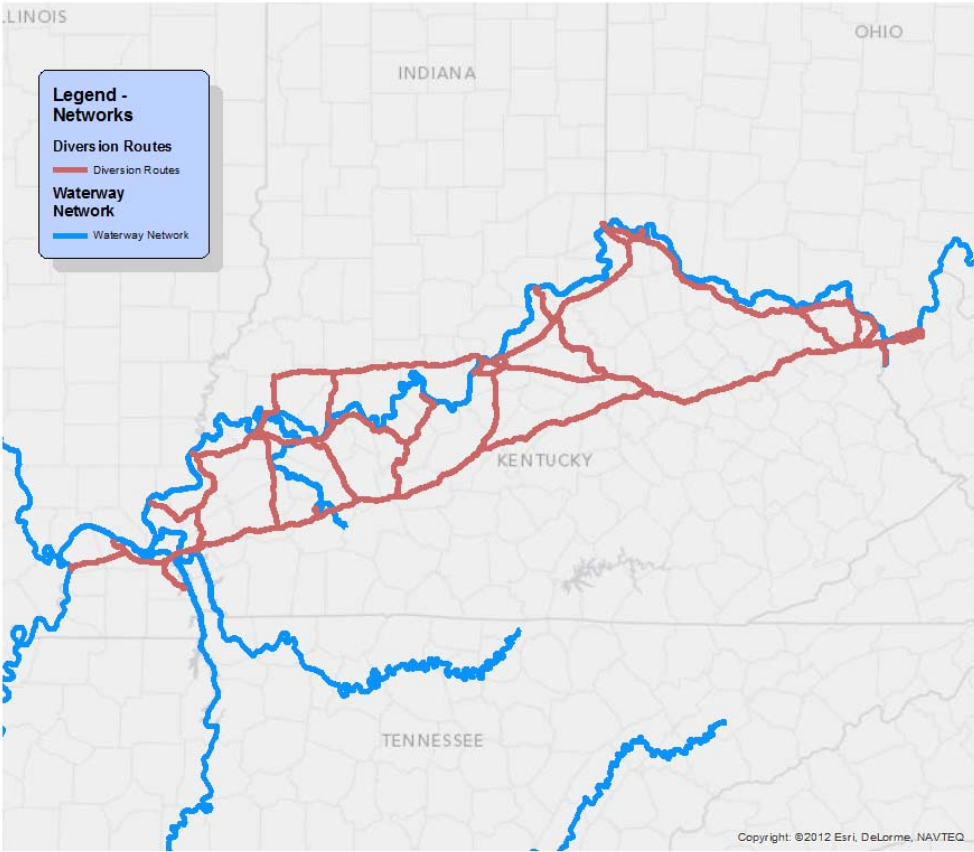 LLINOIS
OHIO
INDIANA
Legend -
Networks
Diversion Routes
Diversion Routes
Waterway
Network
Waterway Network
KENTUCKY
TENNESSEE
Copyright: ©2012 Esri, DeLorme, NAVTEQ